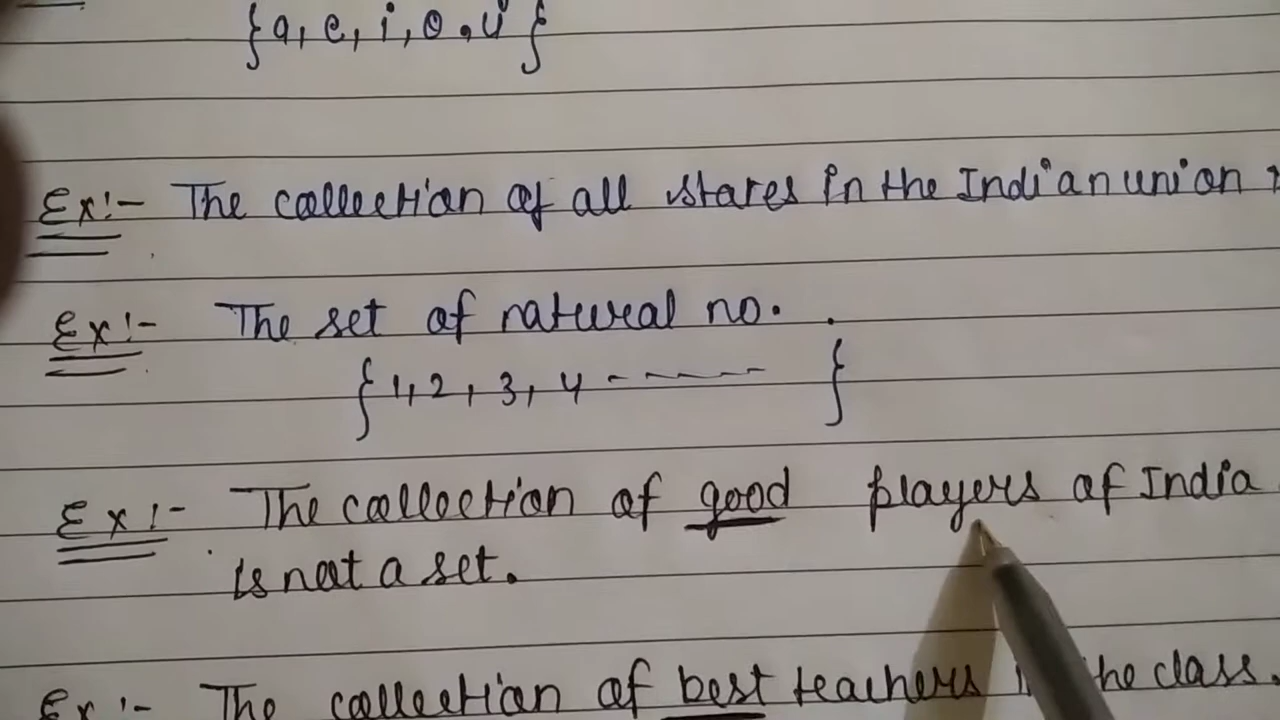 {a, e, i, o, u}
Ex:- The collection of all states in the Indian union
Ex:- The set of natural no.
{1, 2, 3, 4 ------- }
Ex:- The collection of good players of India
is not a set.
Ex:- The collection of best teachers the class.